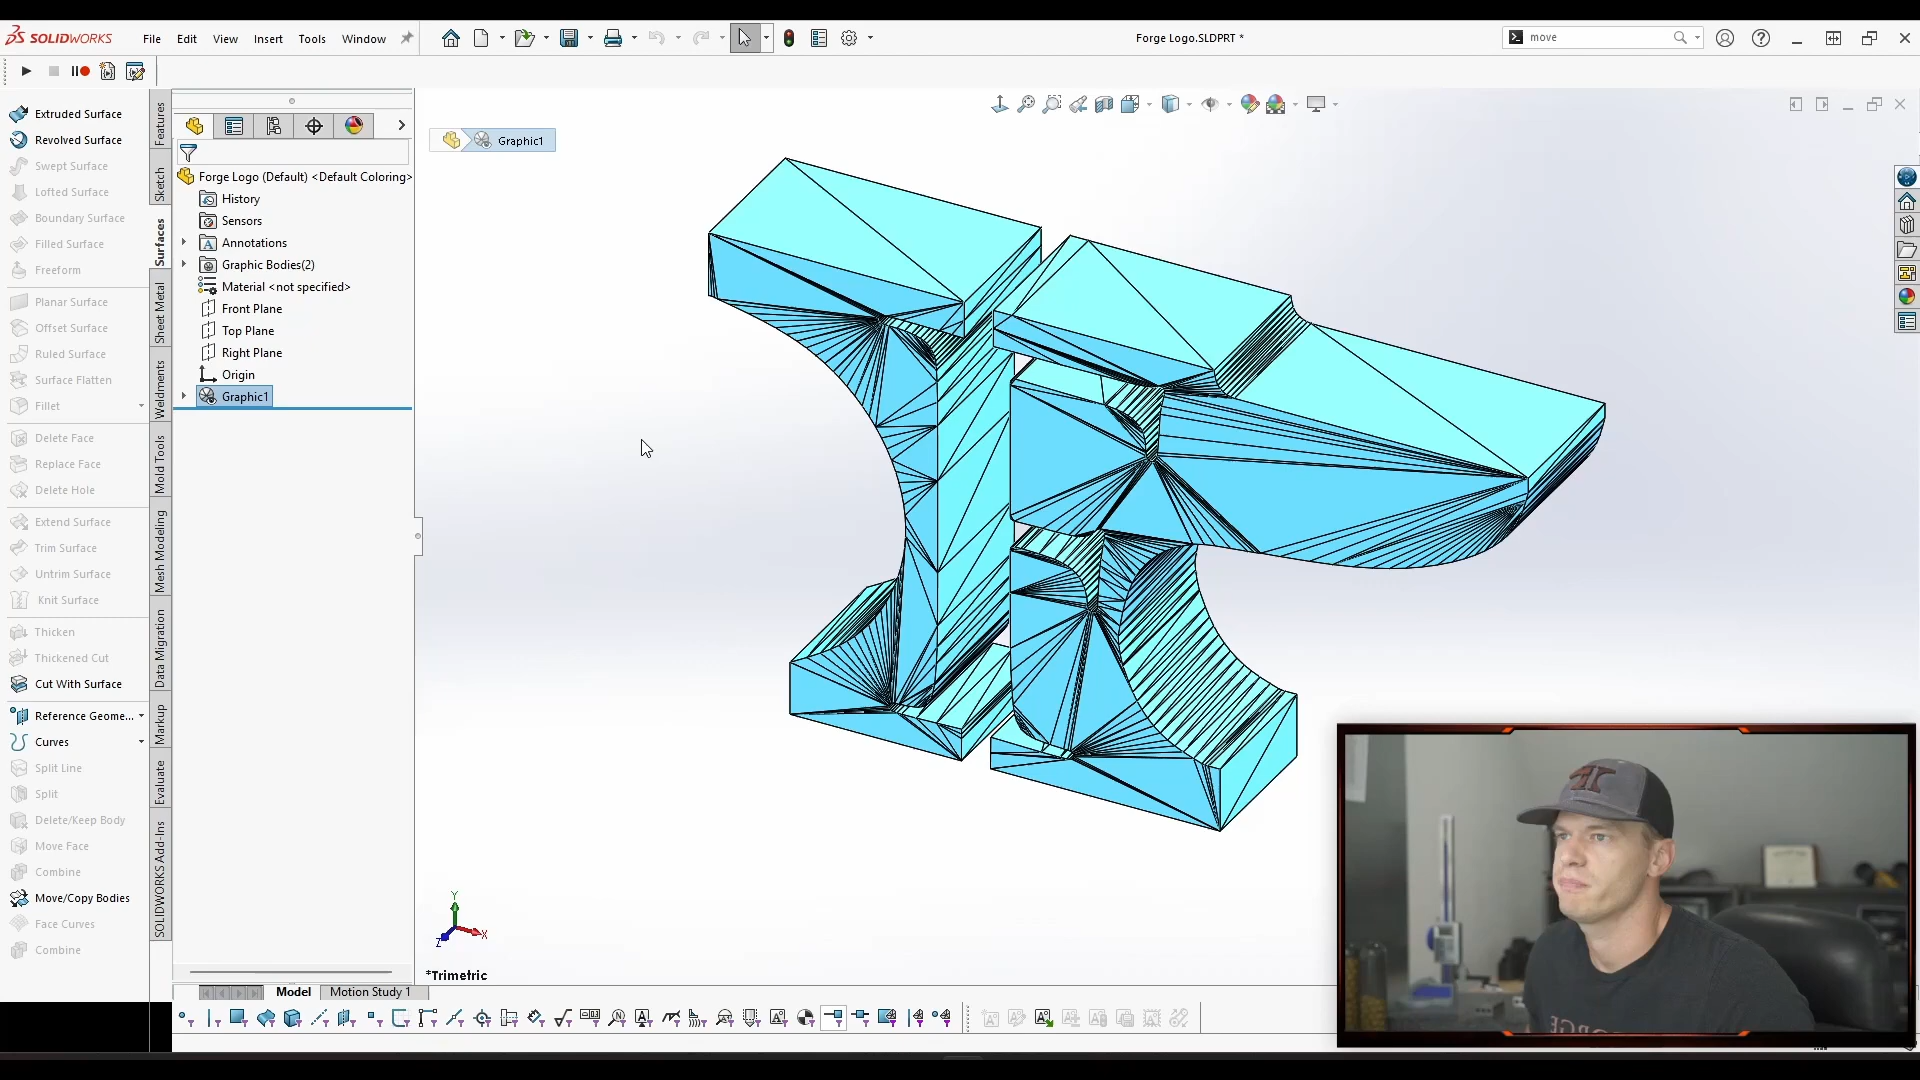 SOLIDWORKS
File Edit View Insert Tools Window
Forge Logo.SLDPRT *
move
Extruded Surface
Revolved Surface
Swept Surface
Lofted Surface
Boundary Surface
Filled Surface
Freeform
Planar Surface
Offset Surface
Ruled Surface
Surface Flatten
Fillet
Delete Face
Replace Face
Delete Hole
Extend Surface
Trim Surface
Untrim Surface
Knit Surface
Thicken
Thickened Cut
Cut With Surface
Reference Geome...
Curves
Split Line
Split
Delete/Keep Body
Move Face
Combine
Move/Copy Bodies
Face Curves
Combine
Features
Sketch
Surfaces
Sheet Metal
Weldments
Mold Tools
Mesh Modeling
Data Migration
Markup
Evaluate
SOLIDWORKS Add-Ins
Forge Logo (Default) <Default Coloring>
History
Sensors
Annotations
Graphic Bodies(2)
Material <not specified>
Front Plane
Top Plane
Right Plane
Origin
Graphic1
Graphic1
Y
X
Z
*Trimetric
Model
Motion Study 1